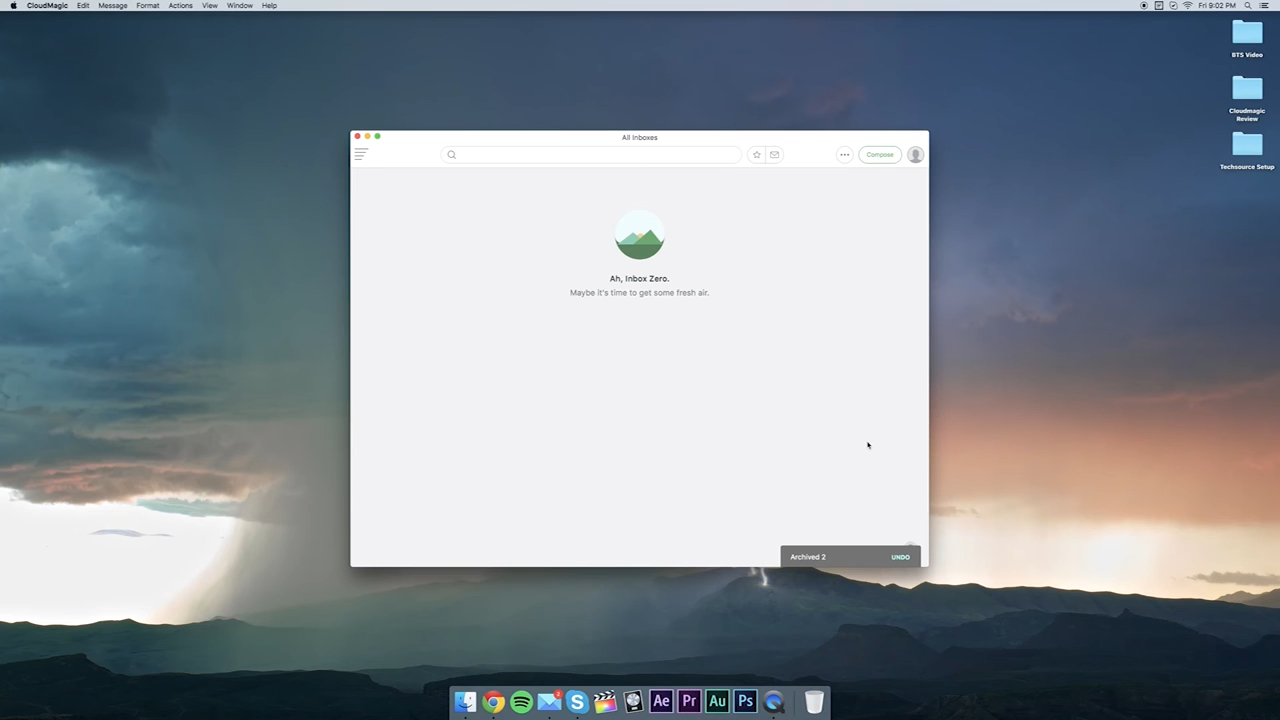 CloudMagic Edit Message Format Actions View Window Help
Fri 9:02 PM
BTS Video
Cloudmagic
Review
Techsource Setup
All Inboxes
Compose
Ah, Inbox Zero.
Maybe it's time to get some fresh air.
Archived 2
UNDO
Ae Pr Au Ps